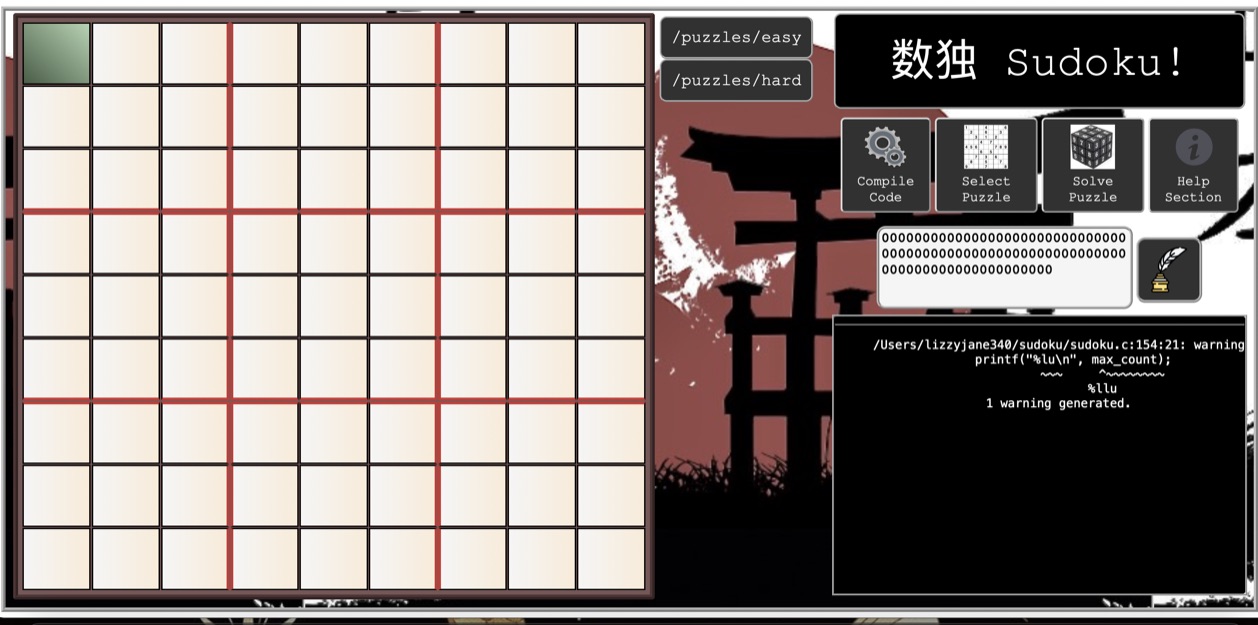 /puzzles/easy
/puzzles/hard
数独 Sudoku!
Compile
Code
Select
Puzzle
Solve
Puzzle
Help
Section
000000000000000000000000000000
000000000000000000000000000000
000000000000000000000
/Users/lizzyjane340/sudoku/sudoku.c:154:21: warning
printf("%lu\n", max_count);
~~~     ^~~~~~~~~
%llu
1 warning generated.